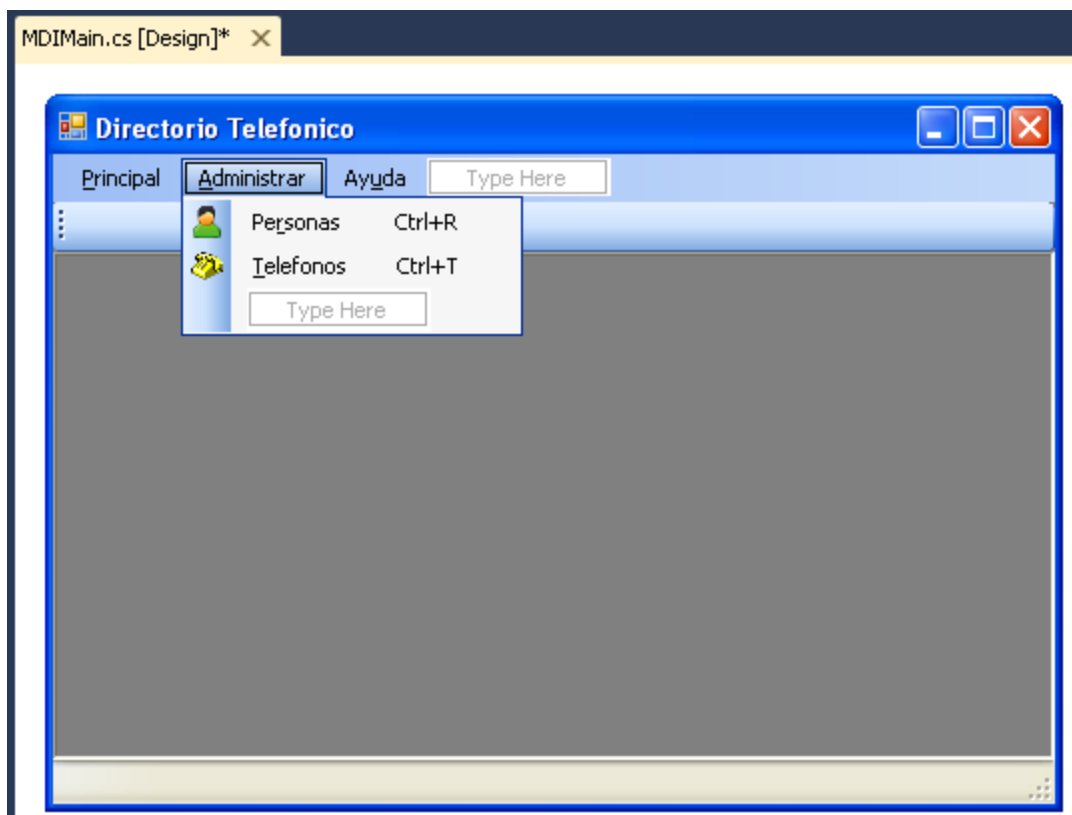 MDIMain.cs [Design]*
Directorio Telefonico
Principal Administrar Ayuda Type Here
Personas Ctrl+R
Telefonos Ctrl+T
Type Here